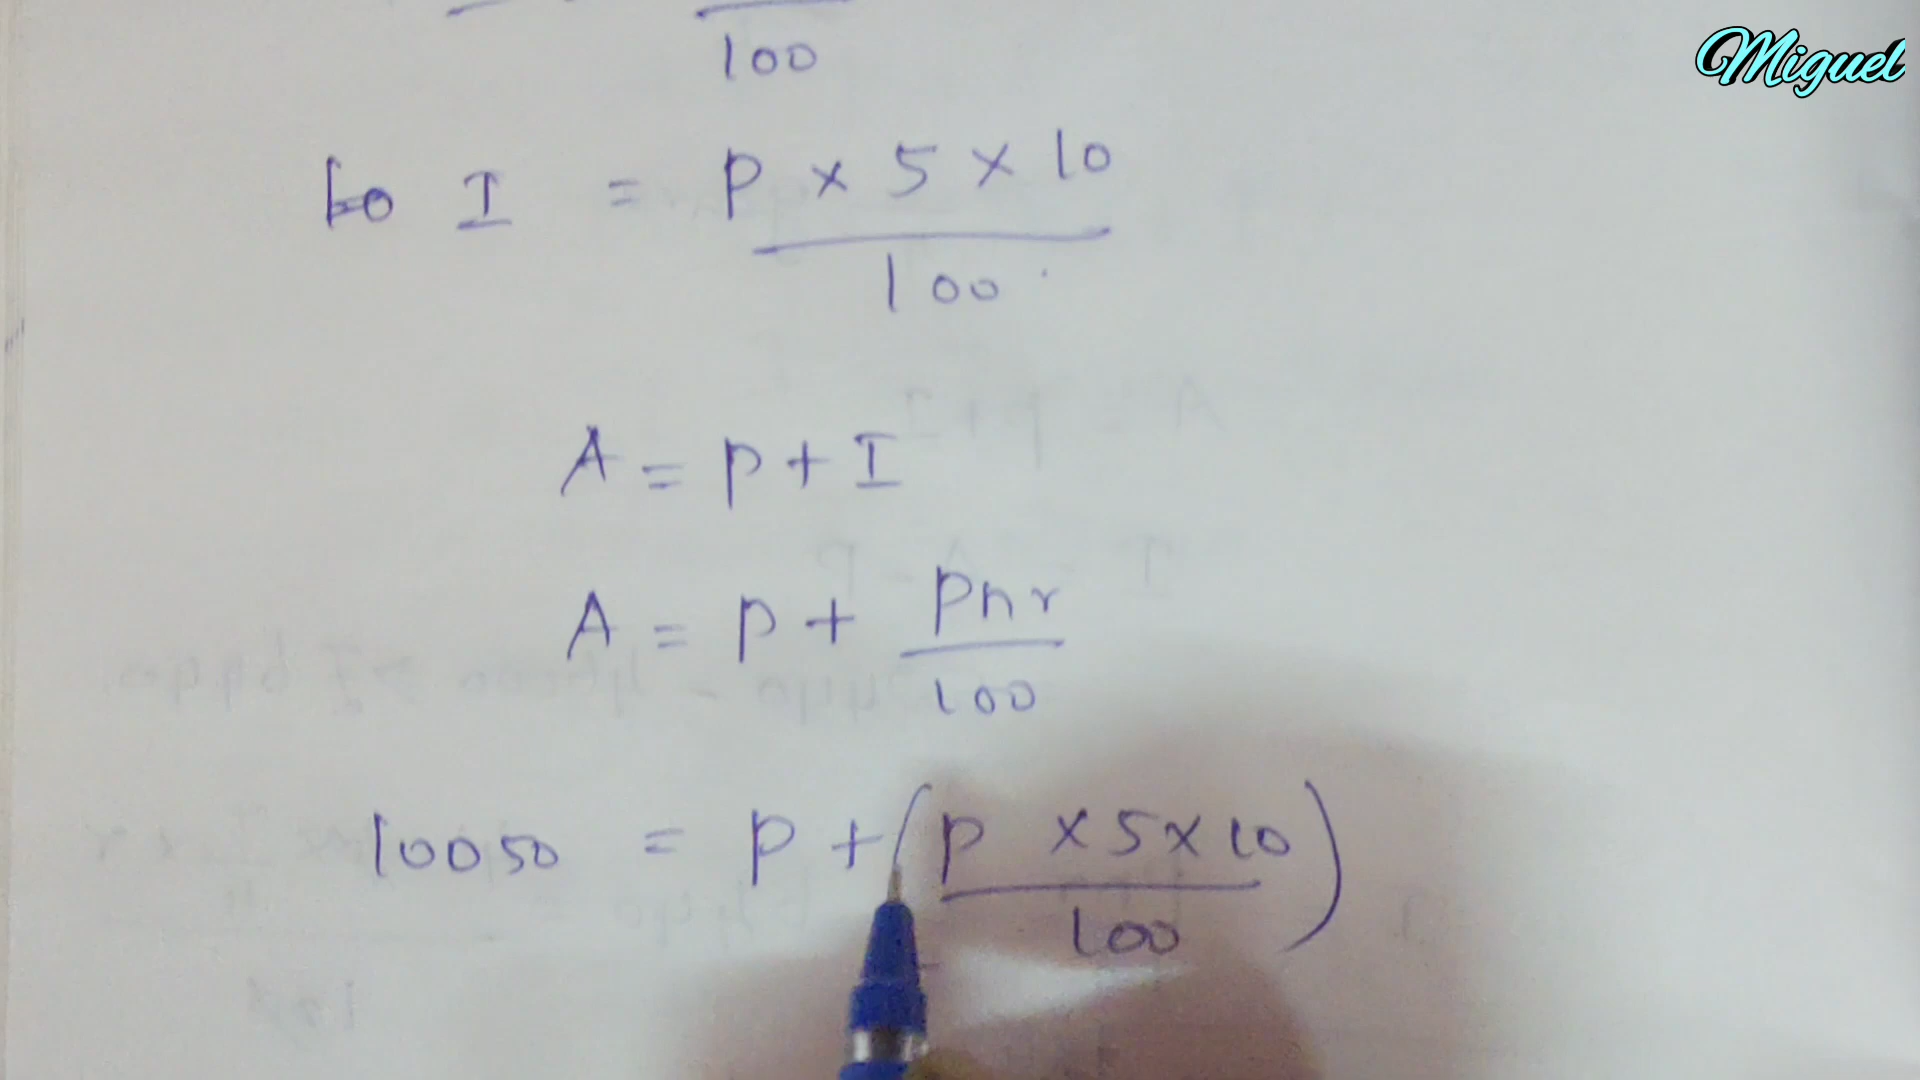 100
Miguel
I = P × 5 × 10
100
A = P + I
A = P + Pnr
100
10050 = P + (P × 5 × 10)
100